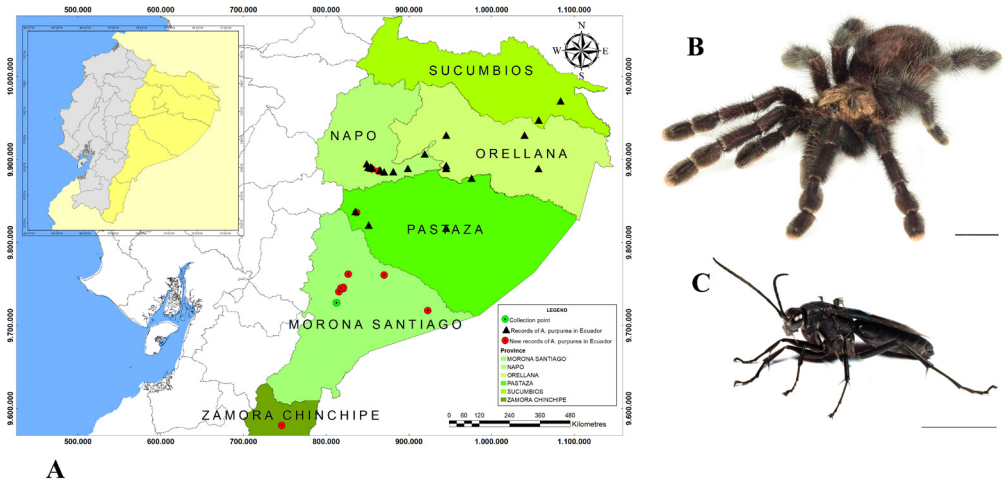 500.000 600.000 700.000 800.000 900.000 1.000.000 1.100.000
10.000.000
9.900.000
9.800.000
9.700.000
9.600.000
10.000.000
9.900.000
9.800.000
9.700.000
9.600.000
N
W E
S
SUCUMBIOS
NAPO
ORELLANA
PASTAZA
MORONA SANTIAGO
ZAMORA CHINCHIPE
LEGEND
Collection point
Records of A. purpurea in Ecuador
New records of A. purpurea in Ecuador
Province
MORONA SANTIAGO
NAPO
ORELLANA
PASTAZA
SUCUMBIOS
ZAMORA CHINCHIPE
0 60 120 240 360 480
Kilometres
500.000 600.000 700.000 800.000 900.000 1.000.000 1.100.000
A
B
C